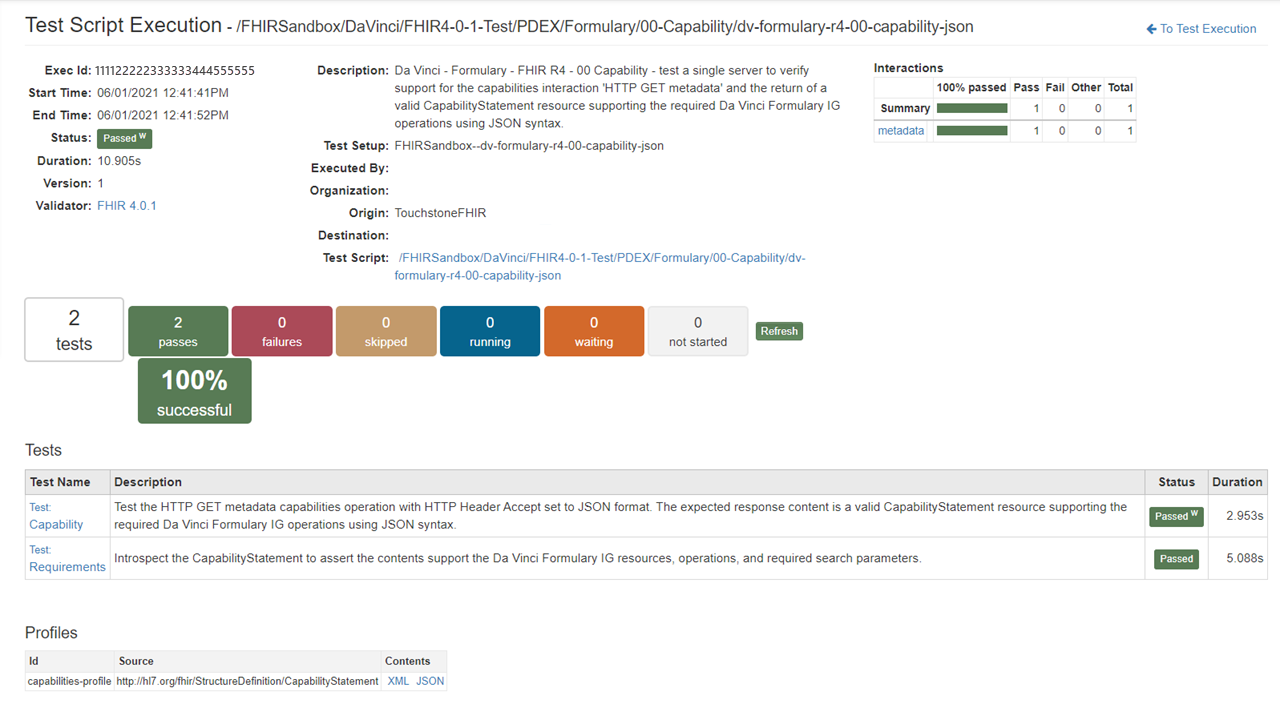 Test Script Execution - /FHIRSandbox/DaVinci/FHIR4-0-1-Test/PDEX/Formulary/00-Capability/dv-formulary-r4-00-capability-json
To Test Execution
Exec Id: 111122222333333444555555
Start Time: 06/01/2021 12:41:41PM
End Time: 06/01/2021 12:41:52PM
Status: Passed W
Duration: 10.905s
Version: 1
Validator: FHIR 4.0.1
Description: Da Vinci - Formulary - FHIR R4 - 00 Capability - test a single server to verify
support for the capabilities interaction 'HTTP GET metadata' and the return of a
valid CapabilityStatement resource supporting the required Da Vinci Formulary IG
operations using JSON syntax.
Test Setup: FHIRSandbox--dv-formulary-r4-00-capability-json
Executed By:
Organization:
Origin: TouchstoneFHIR
Destination:
Test Script: /FHIRSandbox/DaVinci/FHIR4-0-1-Test/PDEX/Formulary/00-Capability/dv-
formulary-r4-00-capability-json
Interactions
100% passed Pass Fail Other Total
Summary 1 0 0 1
metadata 1 0 0 1
2
tests
2
passes
0
failures
0
skipped
0
running
0
waiting
0
not started
Refresh
100%
successful
Tests
Test Name Description Status Duration
Test:
Capability
Test the HTTP GET metadata capabilities operation with HTTP Header Accept set to JSON format. The expected response content is a valid CapabilityStatement resource supporting the
required Da Vinci Formulary IG operations using JSON syntax.
Passed W
2.953s
Test:
Requirements
Introspect the CapabilityStatement to assert the contents support the Da Vinci Formulary IG resources, operations, and required search parameters.
Passed
5.088s
Profiles
Id Source Contents
capabilities-profile http://hl7.org/fhir/StructureDefinition/CapabilityStatement XML JSON